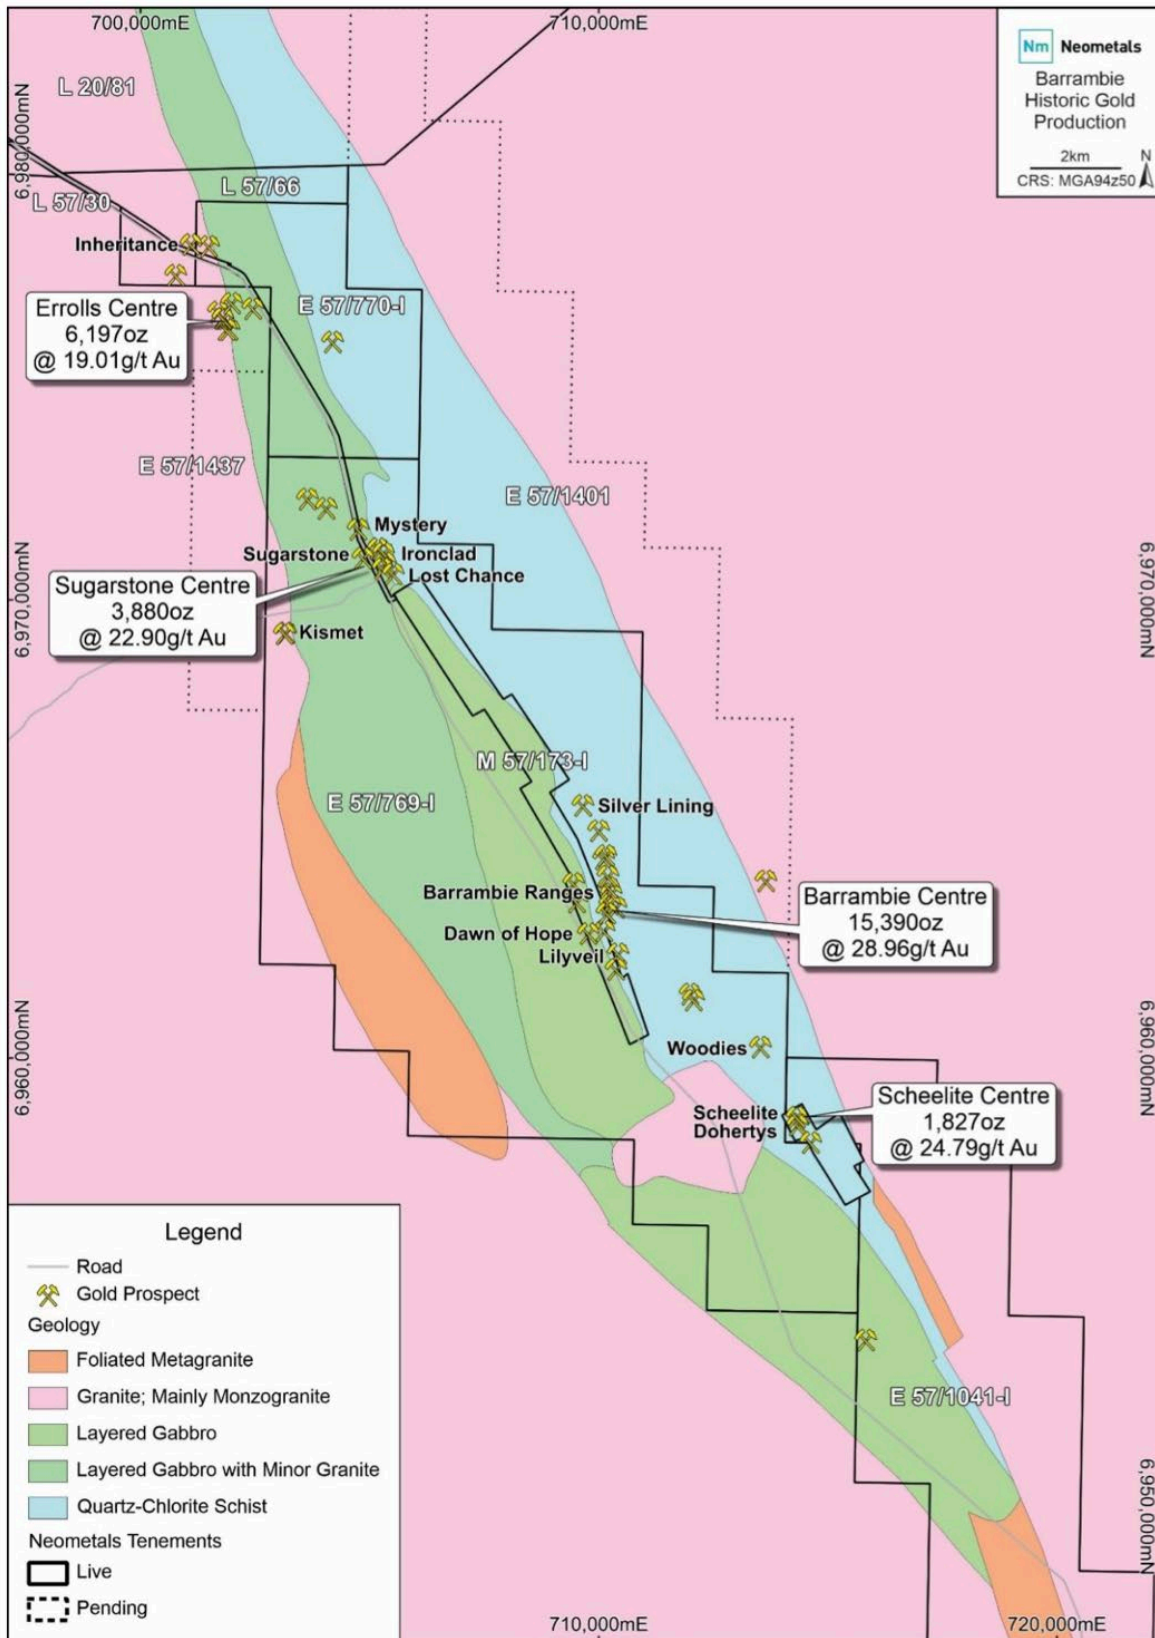 700,000mE
710,000mE
Nm Neometals
Barrambie
Historic Gold
Production
2km
N
CRS: MGA94z50
6,980,000mN
L 20/81
L 57/66
L 57/30
Inheritance
Errolls Centre
6,197oz
@ 19.01g/t Au
E 57/770-I
E 57/1437
E 57/1401
Mystery
Sugarstone
Ironclad
Lost Chance
Sugarstone Centre
3,880oz
@ 22.90g/t Au
6,970,000mN
6,970,000mN
Kismet
M 57/173-I
E 57/769-I
Silver Lining
Barrambie Ranges
Barrambie Centre
15,390oz
@ 28.96g/t Au
Dawn of Hope
Lilyveil
6,960,000mN
6,960,000mN
Woodies
Scheelite
Dohertys
Scheelite Centre
1,827oz
@ 24.79g/t Au
E 57/1041-I
6,950,000mN
Legend
Road
Gold Prospect
Geology
Foliated Metagranite
Granite; Mainly Monzogranite
Layered Gabbro
Layered Gabbro with Minor Granite
Quartz-Chlorite Schist
Neometals Tenements
Live
Pending
710,000mE
720,000mE